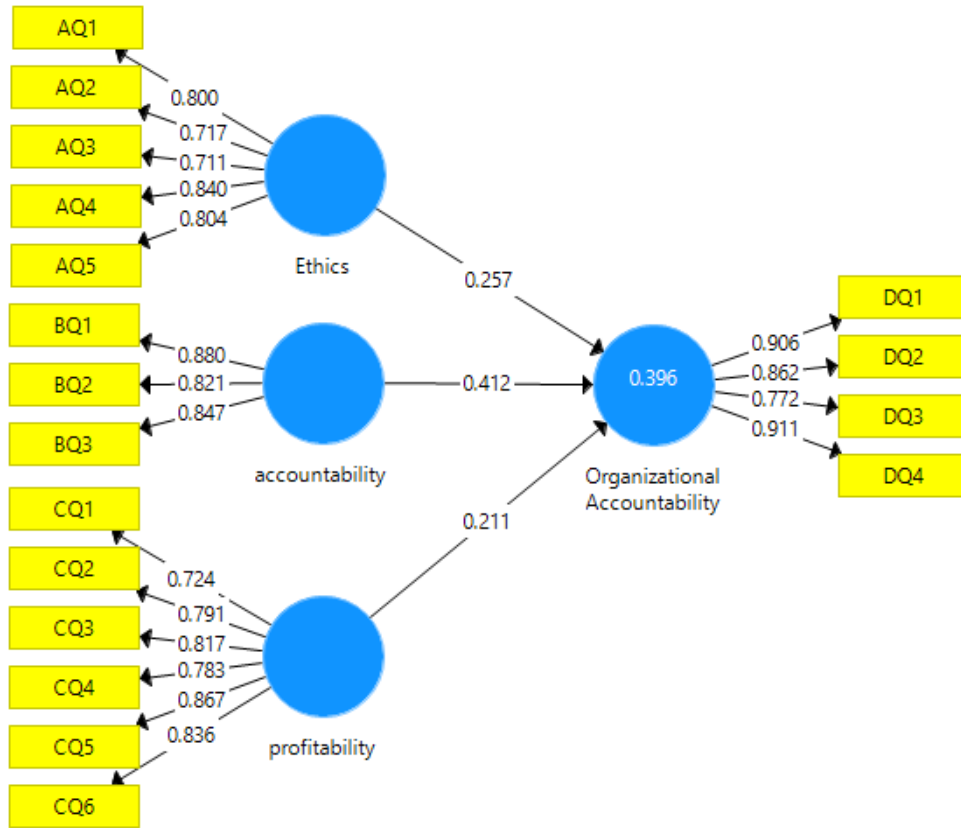 AQ1
AQ2
AQ3
AQ4
AQ5
0.800
0.717
0.711
0.840
0.804
Ethics
0.257
BQ1
BQ2
BQ3
0.880
0.821
0.847
accountability
0.412
CQ1
CQ2
CQ3
CQ4
CQ5
CQ6
0.724
0.791
0.817
0.783
0.867
0.836
profitability
0.211
0.396
Organizational
Accountability
0.906
0.862
0.772
0.911
DQ1
DQ2
DQ3
DQ4